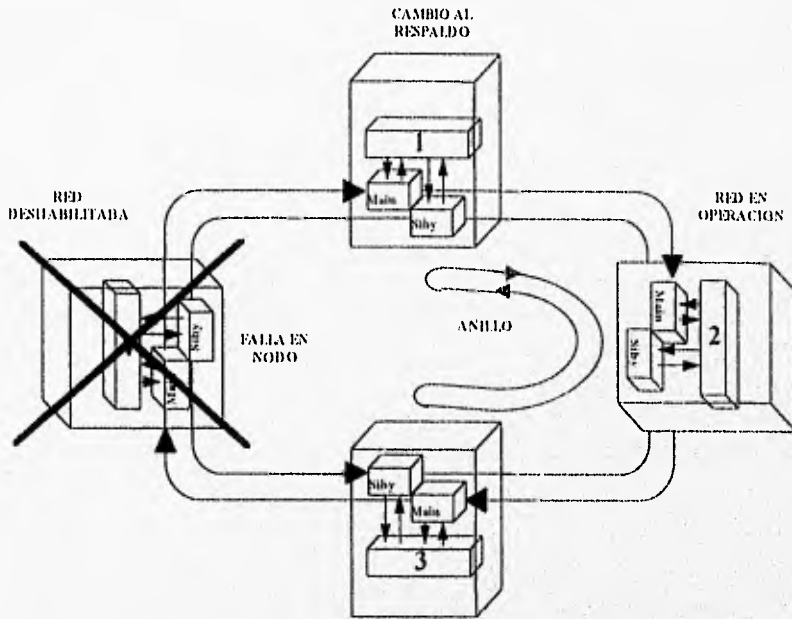 CAMBIO AL
RESPALDO
1
Main
Stby
RED
DESHABILITADA
RED EN
OPERACION
Stby
Main
FALLA EN
NODO
ANILLO
Main
Stby
2
Stby
Main
3